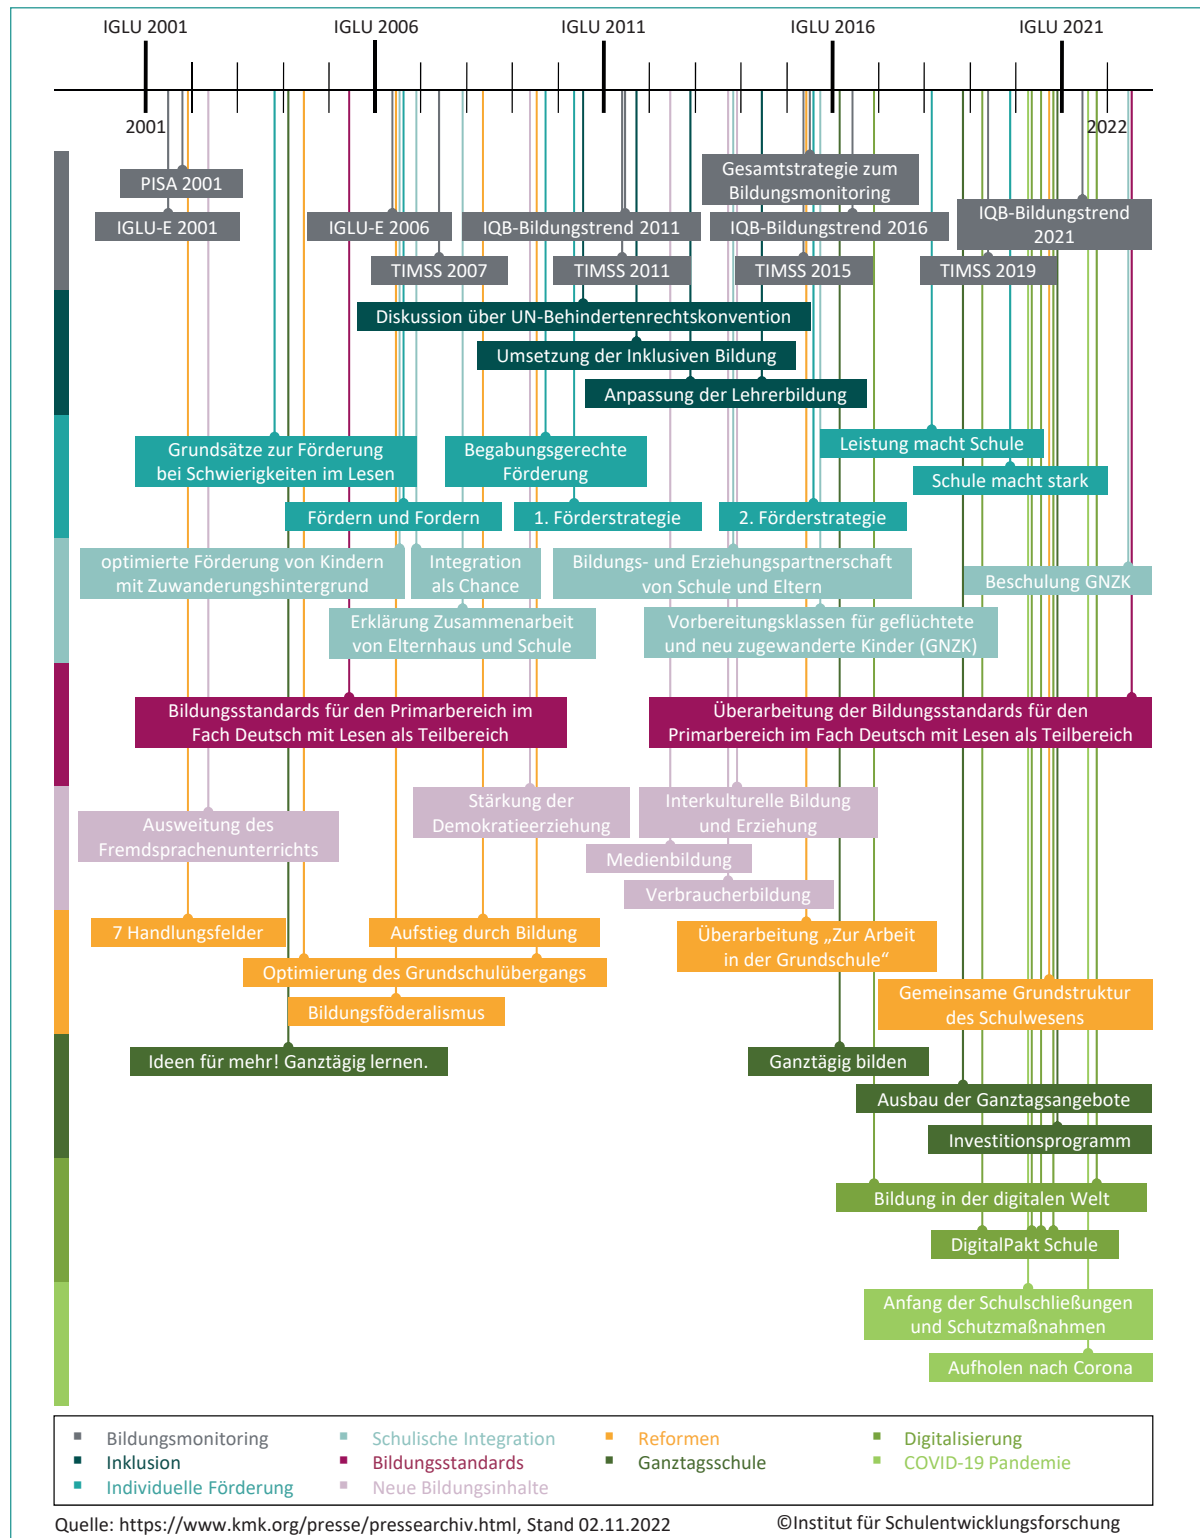 IGLU 2001 IGLU 2006 IGLU 2011 IGLU 2016 IGLU 2021
2001 2022
PISA 2001
Gesamtstrategie zum
Bildungsmonitoring
IGLU-E 2001
IGLU-E 2006
IQB-Bildungstrend 2011
IQB-Bildungstrend 2016
IQB-Bildungstrend
2021
TIMSS 2007
TIMSS 2011
TIMSS 2015
TIMSS 2019
Diskussion über UN-Behindertenrechtskonvention
Umsetzung der Inklusiven Bildung
Anpassung der Lehrerbildung
Grundsätze zur Förderung
bei Schwierigkeiten im Lesen
Begabungsgerechte
Förderung
Leistung macht Schule
Schule macht stark
Fördern und Fordern
1. Förderstrategie
2. Förderstrategie
optimierte Förderung von Kindern
mit Zuwanderungshintergrund
Integration
als Chance
Bildungs- und Erziehungspartnerschaft
von Schule und Eltern
Beschulung GNZK
Erklärung Zusammenarbeit
von Elternhaus und Schule
Vorbereitungsklassen für geflüchtete
und neu zugewanderte Kinder (GNZK)
Bildungsstandards für den Primarbereich im
Fach Deutsch mit Lesen als Teilbereich
Überarbeitung der Bildungsstandards für den
Primarbereich im Fach Deutsch mit Lesen als Teilbereich
Ausweitung des
Fremdsprachenunterrichts
Stärkung der
Demokratieerziehung
Interkulturelle Bildung
und Erziehung
Medienbildung
Verbraucherbildung
7 Handlungsfelder
Aufstieg durch Bildung
Überarbeitung „Zur Arbeit
in der Grundschule“
Optimierung des Grundschulübergangs
Bildungsföderalismus
Gemeinsame Grundstruktur
des Schulwesens
Ideen für mehr! Ganztägig lernen.
Ganztägig bilden
Ausbau der Ganztagsangebote
Investitionsprogramm
Bildung in der digitalen Welt
DigitalPakt Schule
Anfang der Schulschließungen
und Schutzmaßnahmen
Aufholen nach Corona
Bildungsmonitoring
Inklusion
Individuelle Förderung
Schulische Integration
Bildungsstandards
Neue Bildungsinhalte
Reformen
Ganztagsschule
Digitalisierung
COVID-19 Pandemie
Quelle: https://www.kmk.org/presse/pressearchiv.html, Stand 02.11.2022
©Institut für Schulentwicklungsforschung